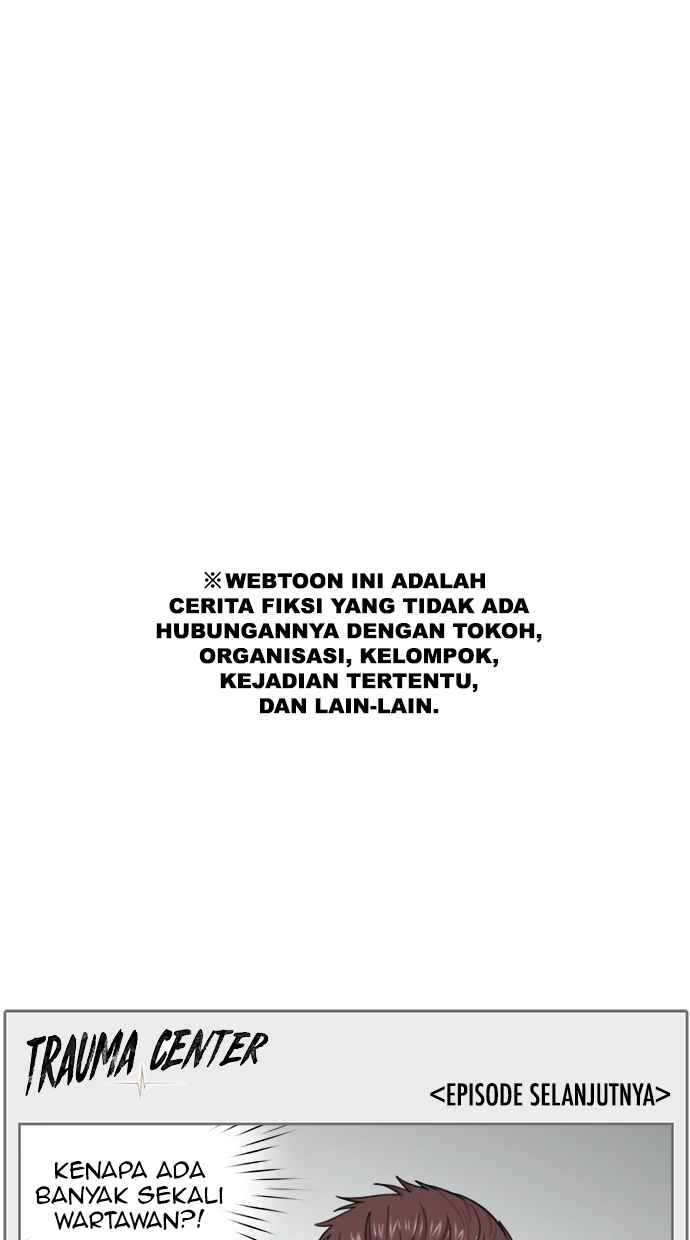 ※WEBTOON INI ADALAH
CERITA FIKSI YANG TIDAK ADA
HUBUNGANNYA DENGAN TOKOH,
ORGANISASI, KELOMPOK,
KEJADIAN TERTENTU,
DAN LAIN-LAIN.
TRAUMA CENTER
<EPISODE SELANJUTNYA>
KENAPA ADA
BANYAK SEKALI
WARTAWAN?!